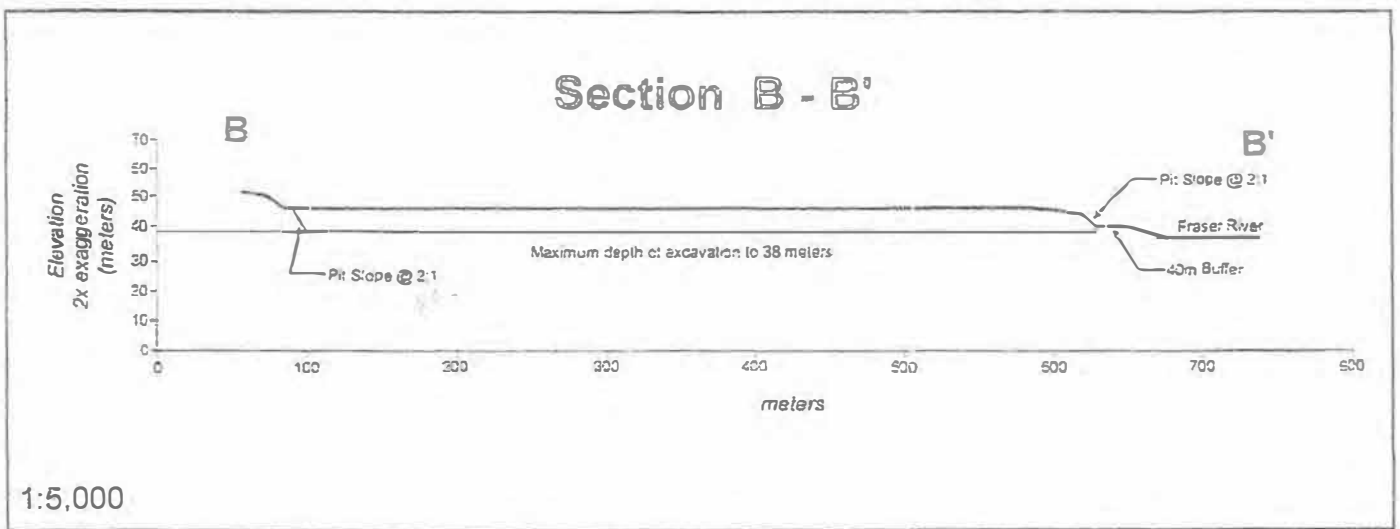 Section B - B'
B
B'
Elevation
2x exaggeration
(meters)
70
60
50
40
30
20
10
0
Pit Slope @ 2:1
Fraser River
Maximum depth of excavation to 38 meters
Pit Slope @ 2:1
40m Buffer
0 100 200 300 400 500 600 700 800
meters
1:5,000